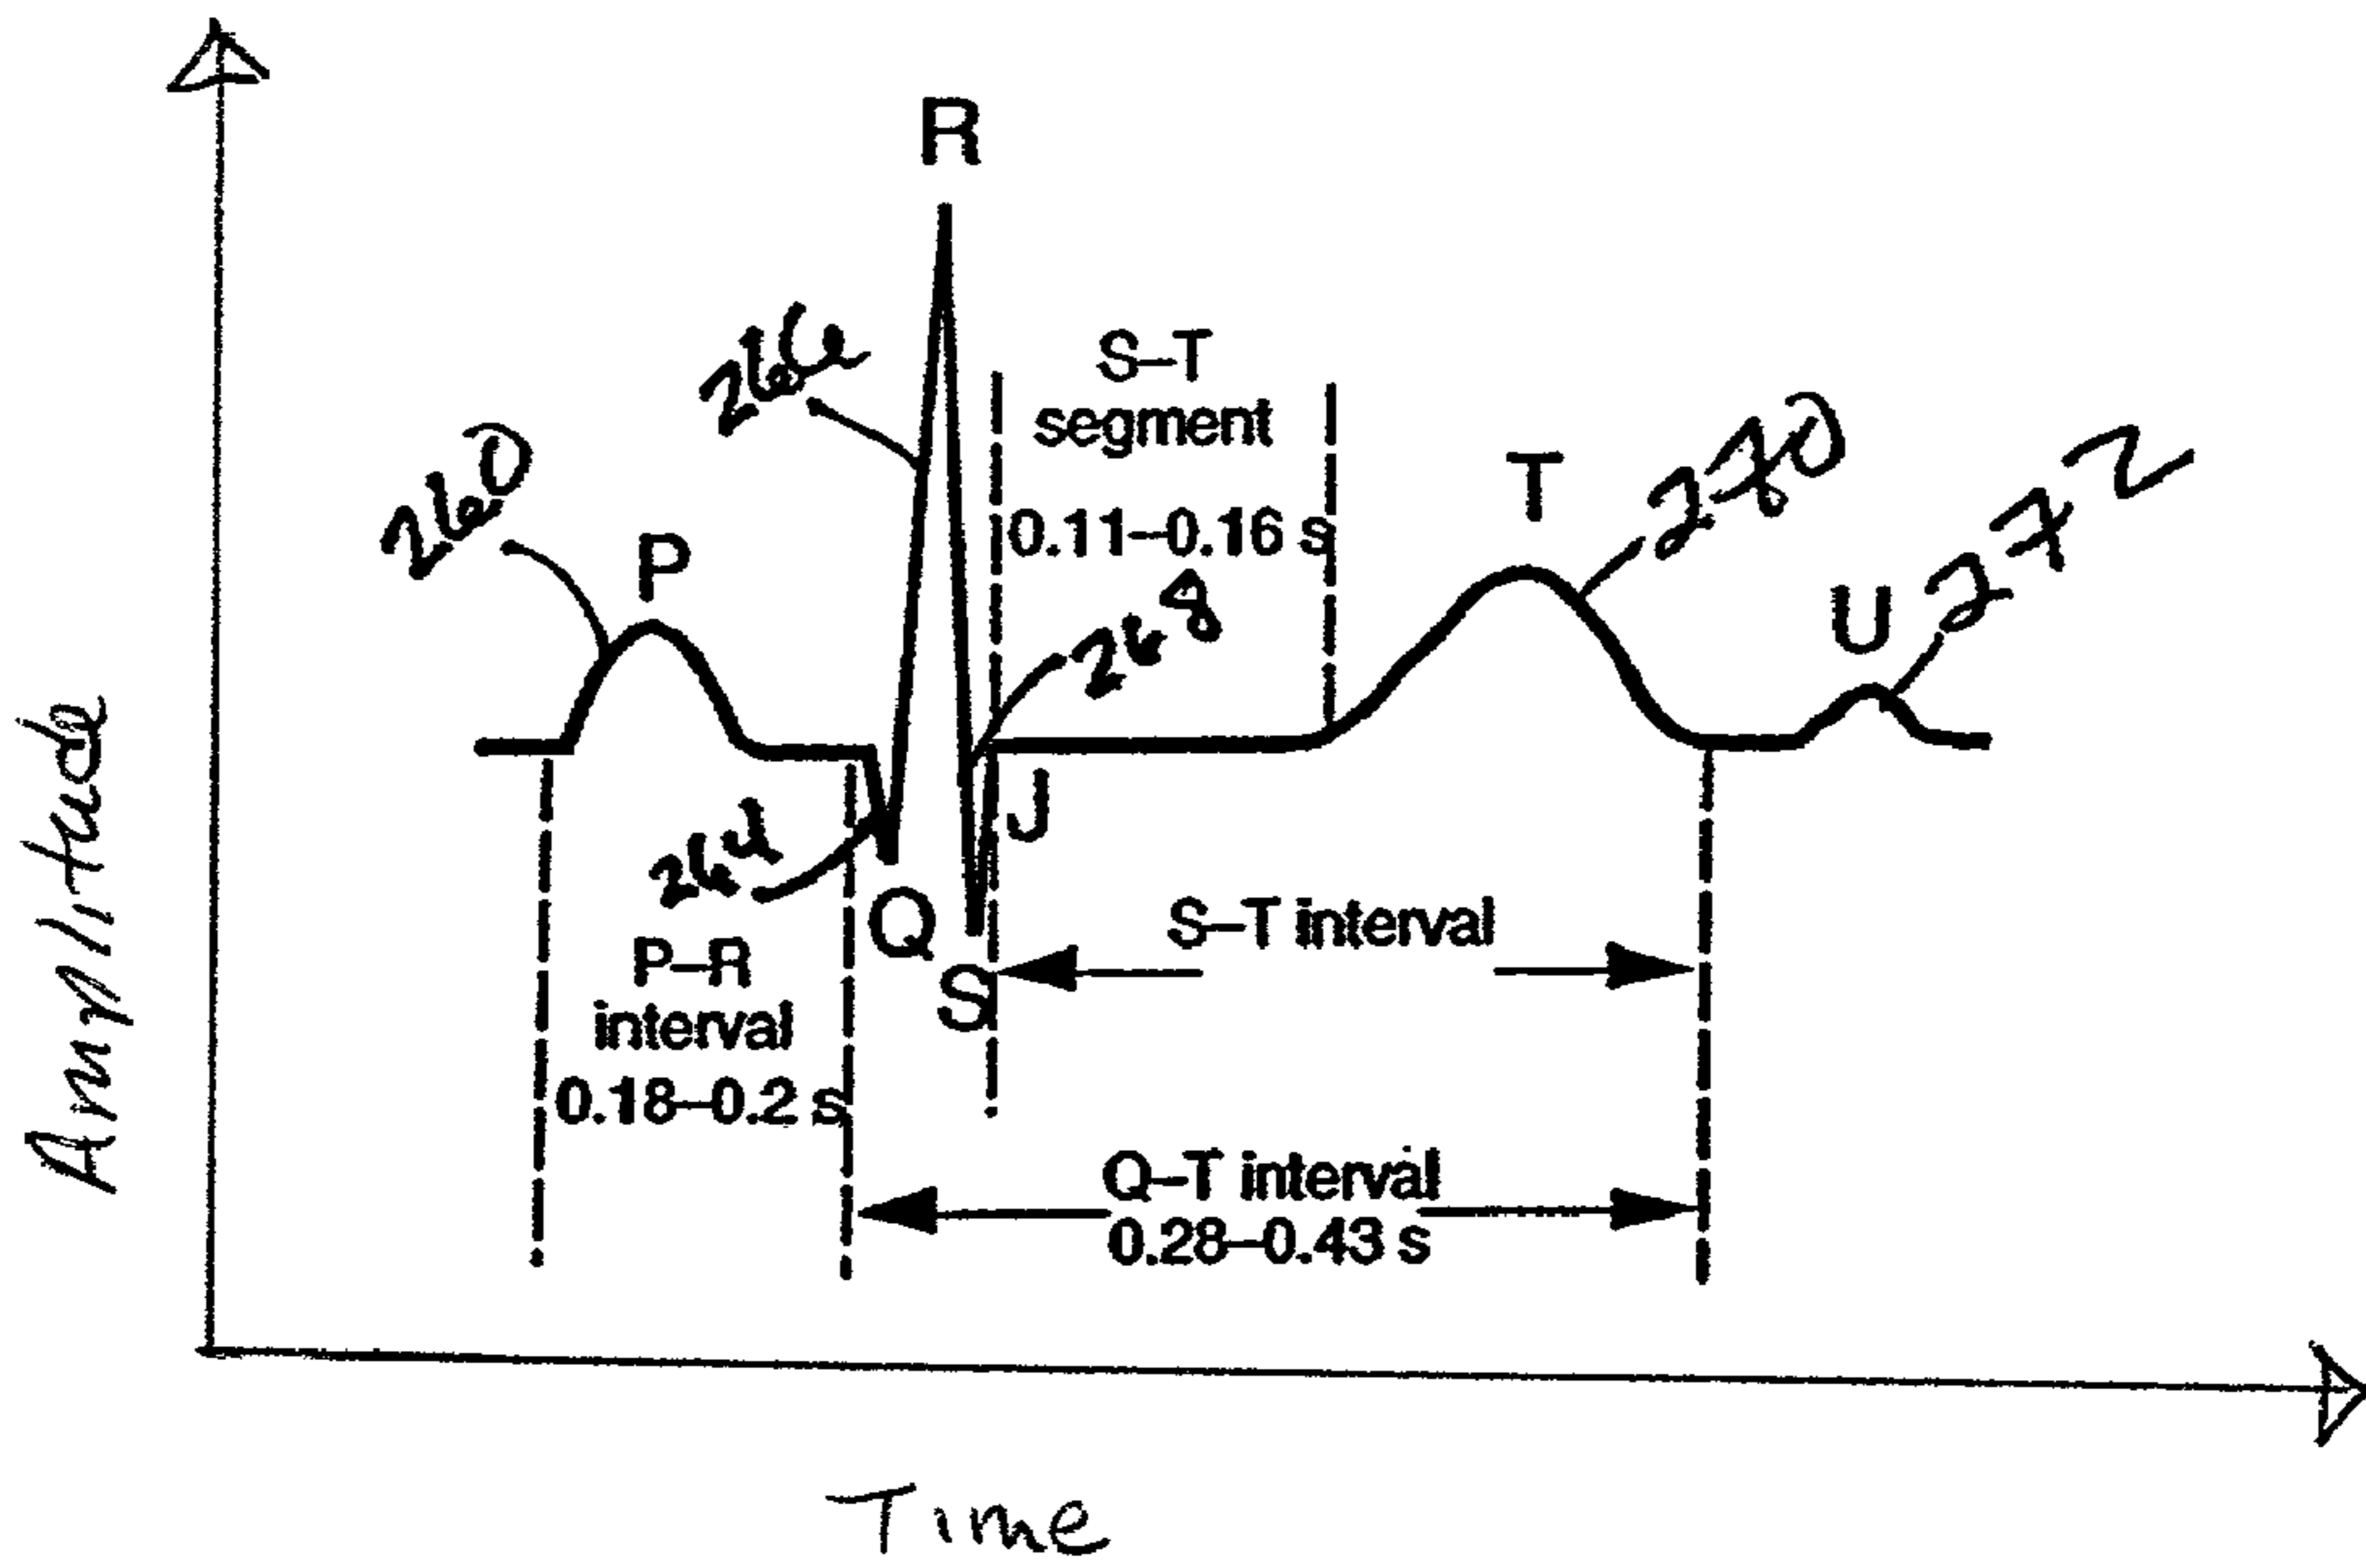 R
266
S–T
segment
260
P
0.11–0.16 s
T
270
268
U
272
Amplitude
264
J
Q
S–T interval
P–R
interval
S
0.18–0.2 s
Q–T interval
0.28–0.43 s
Time